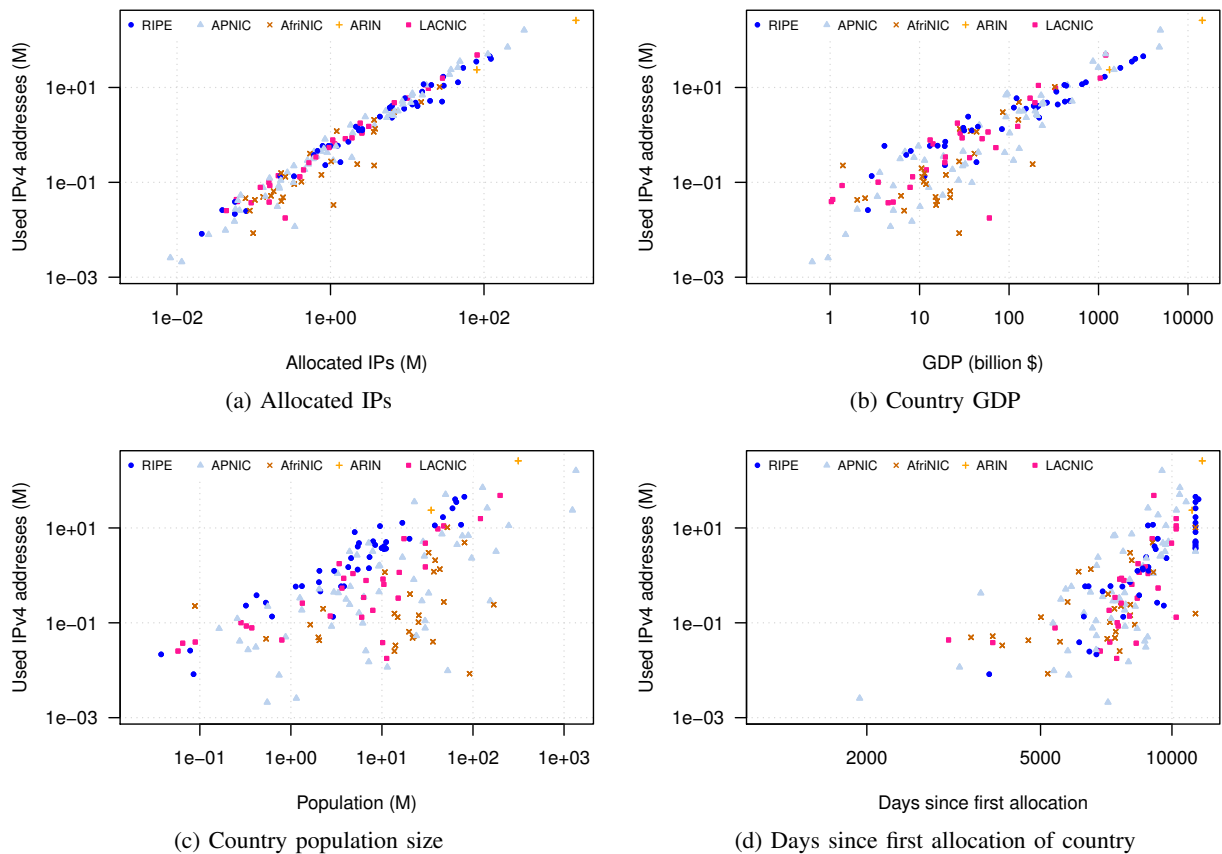 RIPE APNIC AfriNIC ARIN LACNIC
Used IPv4 addresses (M)
1e+01
1e−01
1e−03
1e−02 1e+00 1e+02
Allocated IPs (M)
(a) Allocated IPs
RIPE APNIC AfriNIC ARIN LACNIC
Used IPv4 addresses (M)
1e+01
1e−01
1e−03
1 10 100 1000 10000
GDP (billion $)
(b) Country GDP
RIPE APNIC AfriNIC ARIN LACNIC
Used IPv4 addresses (M)
1e+01
1e−01
1e−03
1e−01 1e+00 1e+01 1e+02 1e+03
Population (M)
(c) Country population size
RIPE APNIC AfriNIC ARIN LACNIC
Used IPv4 addresses (M)
1e+01
1e−01
1e−03
2000 5000 10000
Days since first allocation
(d) Days since first allocation of country